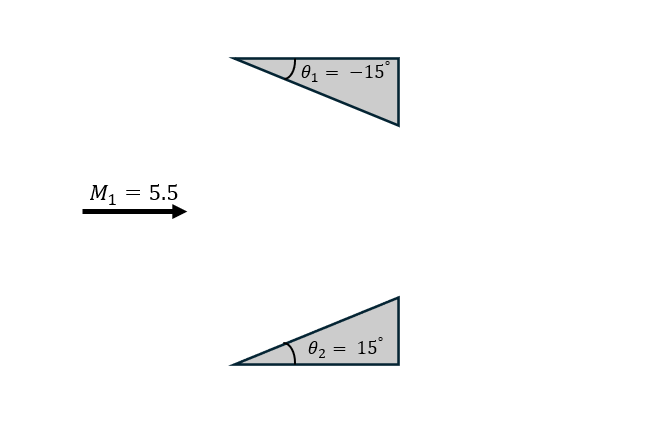 θ₁ = −15°
M₁ = 5.5
θ₂ = 15°